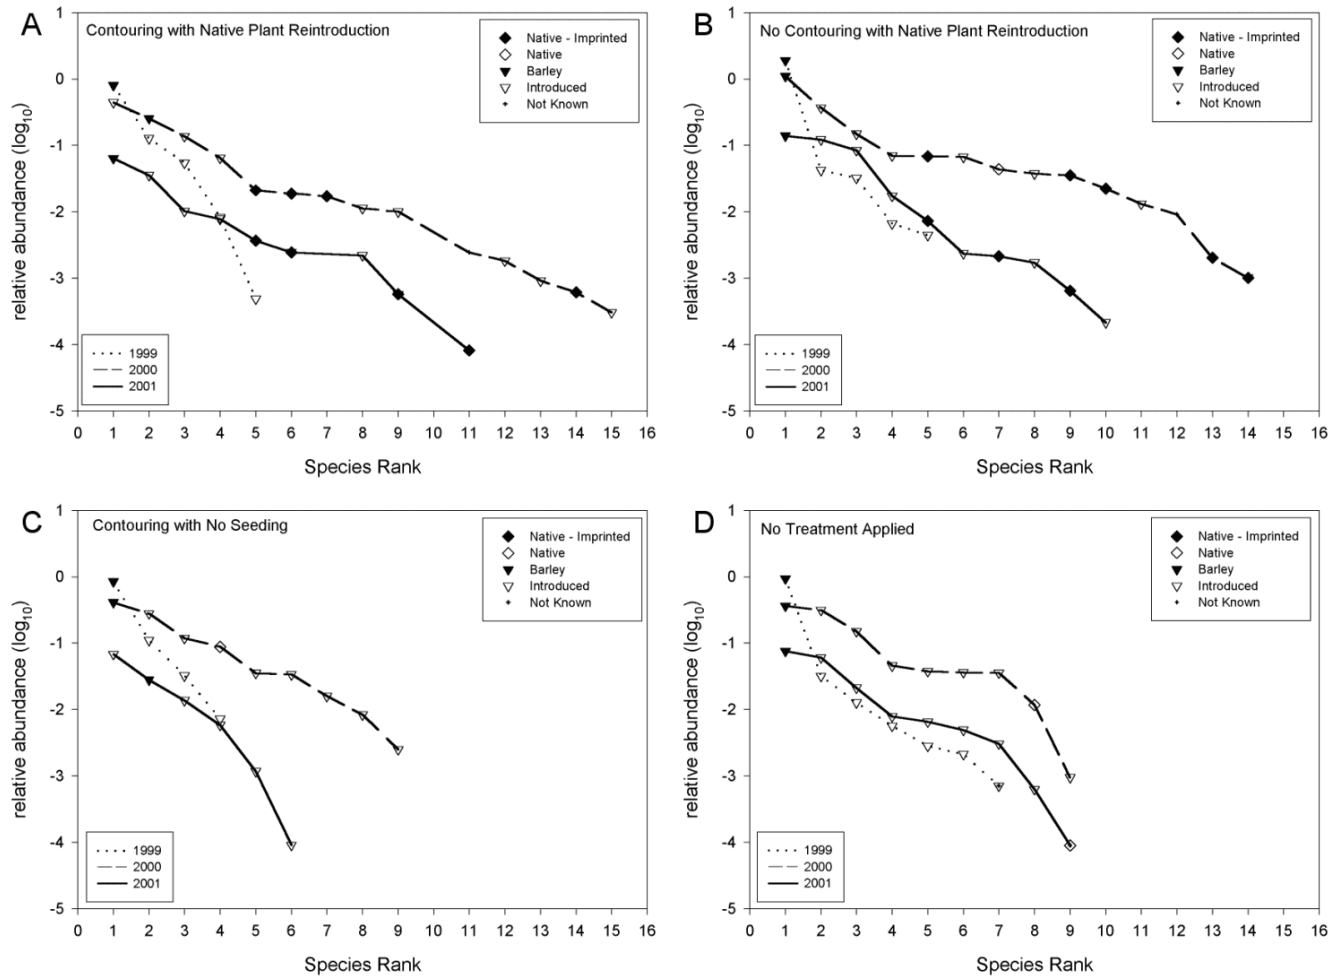 A
Contouring with Native Plant Reintroduction
Native - Imprinted
Native
Barley
Introduced
Not Known
relative abundance (log10)
1
0
-1
-2
-3
-4
-5
1999
2000
2001
0 1 2 3 4 5 6 7 8 9 10 11 12 13 14 15 16
Species Rank
B
No Contouring with Native Plant Reintroduction
Native - Imprinted
Native
Barley
Introduced
Not Known
relative abundance (log10)
1
0
-1
-2
-3
-4
-5
1999
2000
2001
0 1 2 3 4 5 6 7 8 9 10 11 12 13 14 15 16
Species Rank
C
Contouring with No Seeding
Native - Imprinted
Native
Barley
Introduced
Not Known
relative abundance (log10)
1
0
-1
-2
-3
-4
-5
1999
2000
2001
0 1 2 3 4 5 6 7 8 9 10 11 12 13 14 15 16
Species Rank
D
No Treatment Applied
Native - Imprinted
Native
Barley
Introduced
Not Known
relative abundance (log10)
1
0
-1
-2
-3
-4
-5
1999
2000
2001
0 1 2 3 4 5 6 7 8 9 10 11 12 13 14 15 16
Species Rank